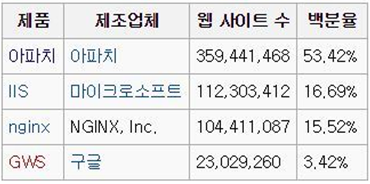 제품 제조업체 웹 사이트 수 백분율
아파치 아파치 359,441,468 53.42%
IIS 마이크로소프트 112,303,412 16.69%
nginx NGINX, Inc. 104,411,087 15.52%
GWS 구글 23,029,260 3.42%